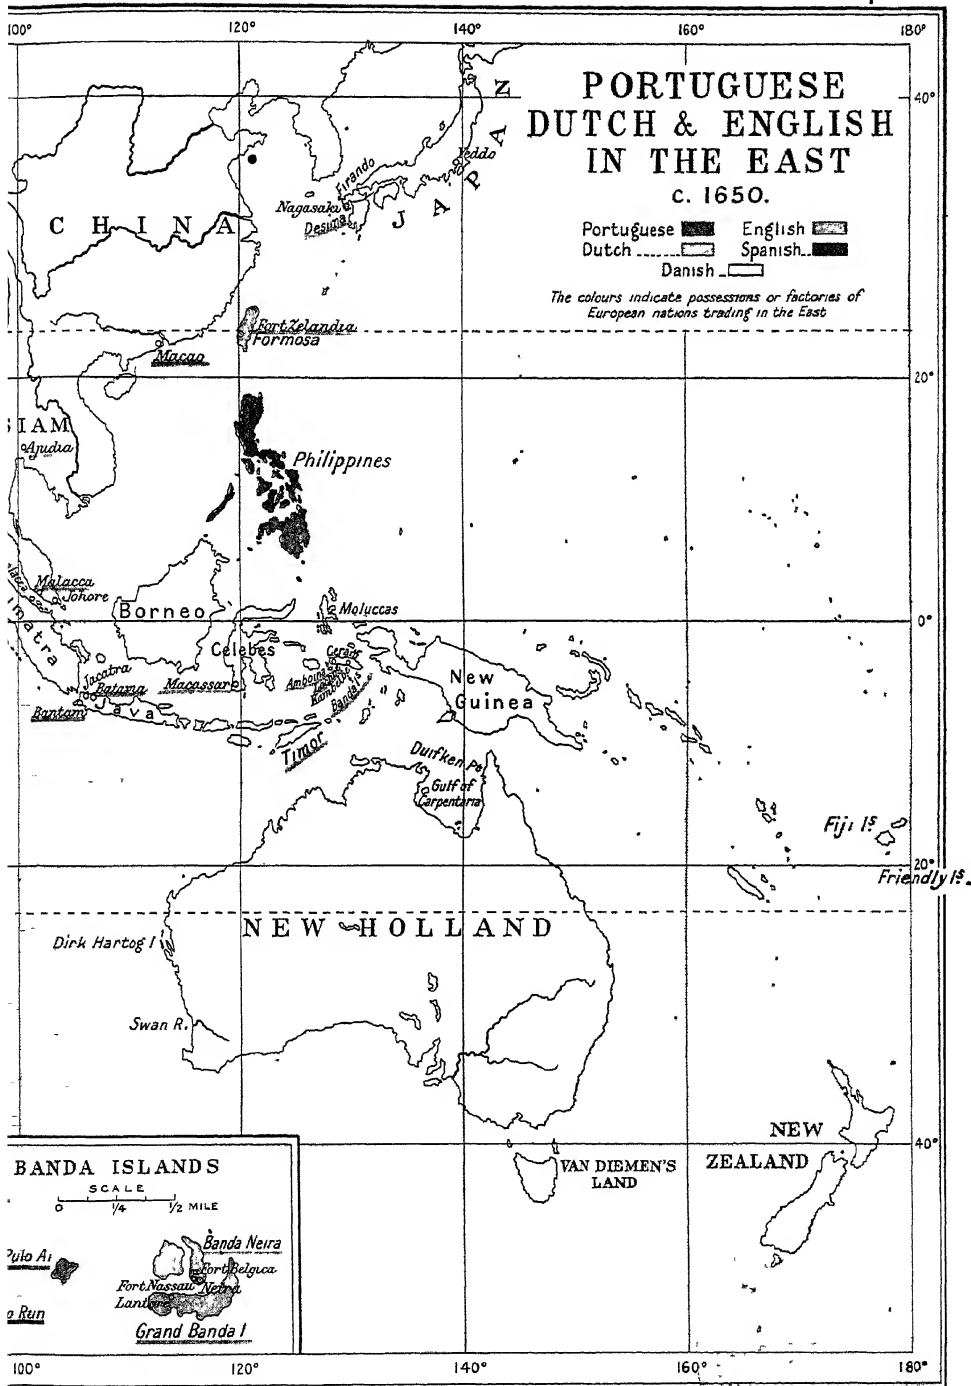 100° 120° 140° 160° 180°
PORTUGUESE
DUTCH & ENGLISH
IN THE EAST
c. 1650.
Portuguese English
Dutch Spanish
Danish
The colours indicate possessions or factories of
European nations trading in the East
40°
JAPAN
Yeddo
Firando
Nagasaki
Desima
CHINA
Fort Zelandia
Formosa
Macao
20°
SIAM
Ajudia
Philippines
Malacca
Johore
Borneo
Moluccas
0°
Celebes
Ceram
Amboina
Banda Is
Jacatra
Batavia
Macassar
Bantam
Java
New
Guinea
Timor
Duifken Pt
Gulf of
Carpentaria
Fiji Is.
20°
Friendly Is.
NEW HOLLAND
Dirk Hartog I
Swan R.
NEW
ZEALAND
40°
VAN DIEMEN'S
LAND
BANDA ISLANDS
SCALE
0 1/4 1/2 MILE
Pulo Ai
Banda Neira
Fort Belgica
Fort Nassau Neira
Run
Grand Banda I
100° 120° 140° 160° 180°